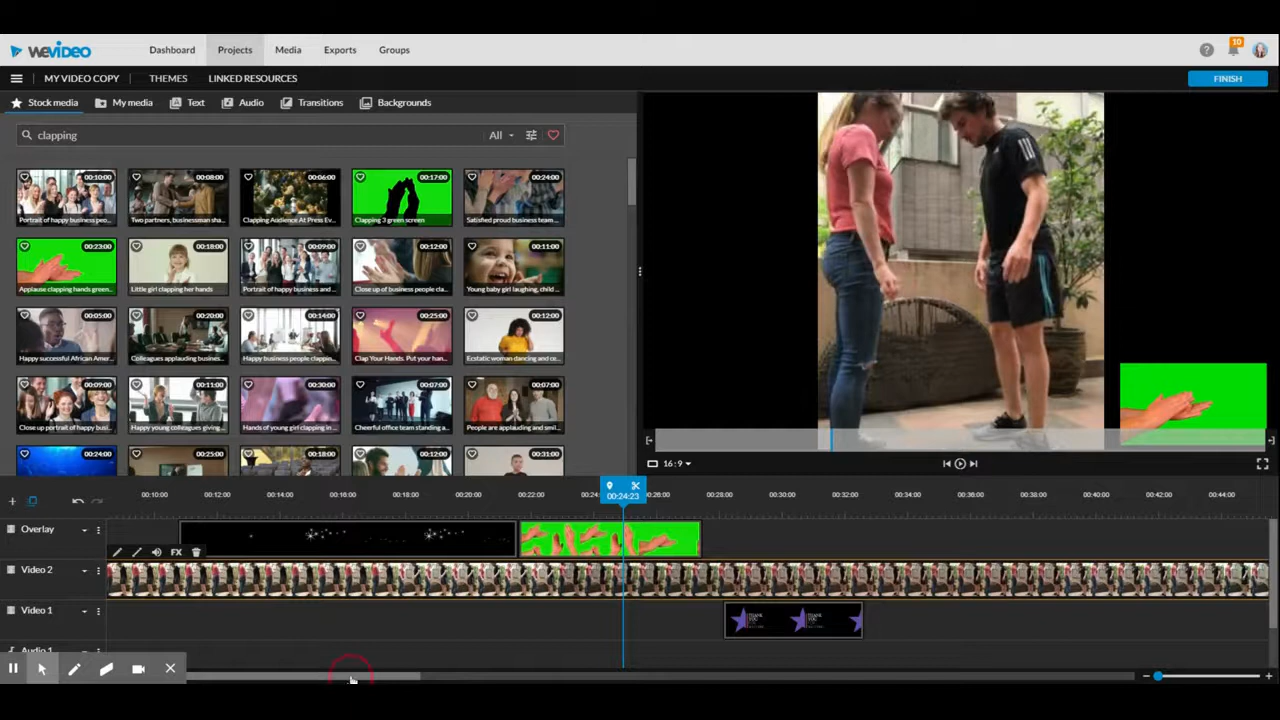 wevideo
Dashboard Projects Media Exports Groups
10
MY VIDEO COPY THEMES LINKED RESOURCES
FINISH
Stock media My media Text Audio Transitions Backgrounds
clapping All
00:10:00 00:08:00 00:06:00 00:17:00 00:24:00
Portrait of happy business peo... Two partners, businessman sha... Clapping Audience At Press Ev... Clapping 3 green screen Satisfied proud business team...
00:23:00 00:18:00 00:09:00 00:12:00 00:11:00
Applause clapping hands green... Little girl clapping her hands Portrait of happy business and ... Close up of business people cla... Young baby girl laughing, child ...
00:05:00 00:20:00 00:14:00 00:25:00 00:12:00
Happy successful African Amer... Colleagues applauding busines... Happy business people clappin... Clap Your Hands. Put your han... Ecstatic woman dancing and ce...
00:09:00 00:11:00 00:30:00 00:07:00 00:07:00
Close up portrait of happy busi... Happy young colleagues giving... Hands of young girl clapping in... Cheerful office team standing a... People are applauding and smil...
00:24:00 00:25:00 00:18:00 00:12:00 00:11:00
16:9
00:10:00 00:12:00 00:14:00 00:16:00 00:18:00 00:20:00 00:22:00 00:24:23 00:26:00 00:28:00 00:30:00 00:32:00 00:34:00 00:36:00 00:38:00 00:40:00 00:42:00 00:44:00
Overlay
FX
Video 2
Video 1
THANK YOU THANK YOU
Audio 1